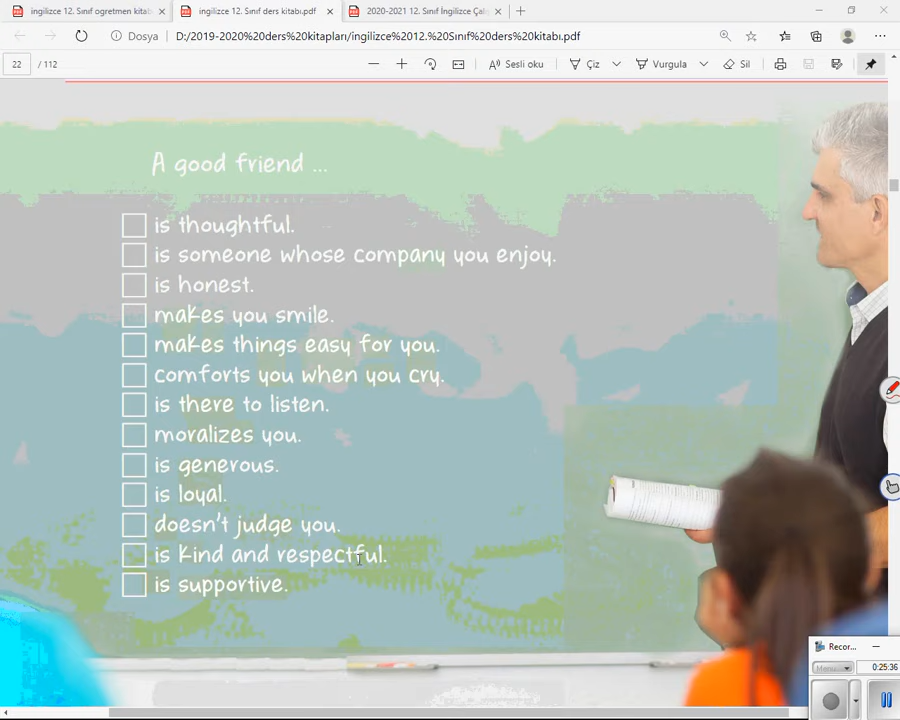 ingilizce 12. Sınıf ogretmen kitab
ingilizce 12. Sınıf ders kitabı.pdf
2020-2021 12. Sınıf İngilizce Çalı
Dosya
D:/2019-2020%20ders%20kitapları/ingilizce%2012.%20Sınıf%20ders%20kitabı.pdf
22 / 112
A)) Sesli oku
Çiz
Vurgula
Sil
A good friend ...
is thoughtful.
is someone whose company you enjoy.
is honest.
makes you smile.
makes things easy for you.
comforts you when you cry.
is there to listen.
moralizes you.
is generous.
is loyal.
doesn't judge you.
is kind and respectful.
is supportive.
Recor...
Menu
0:25:36